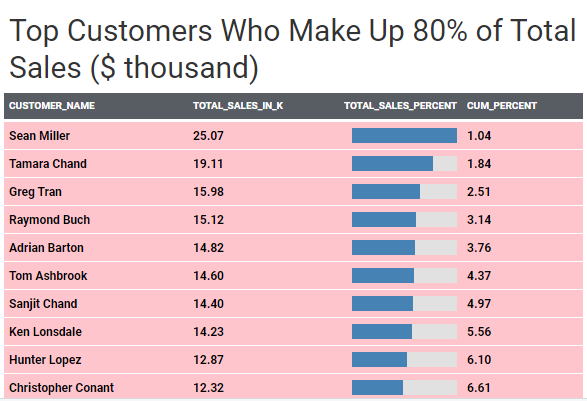 Top Customers Who Make Up 80% of Total
Sales ($ thousand)
CUSTOMER_NAME TOTAL_SALES_IN_K TOTAL_SALES_PERCENT CUM_PERCENT
Sean Miller 25.07 1.04
Tamara Chand 19.11 1.84
Greg Tran 15.98 2.51
Raymond Buch 15.12 3.14
Adrian Barton 14.82 3.76
Tom Ashbrook 14.60 4.37
Sanjit Chand 14.40 4.97
Ken Lonsdale 14.23 5.56
Hunter Lopez 12.87 6.10
Christopher Conant 12.32 6.61